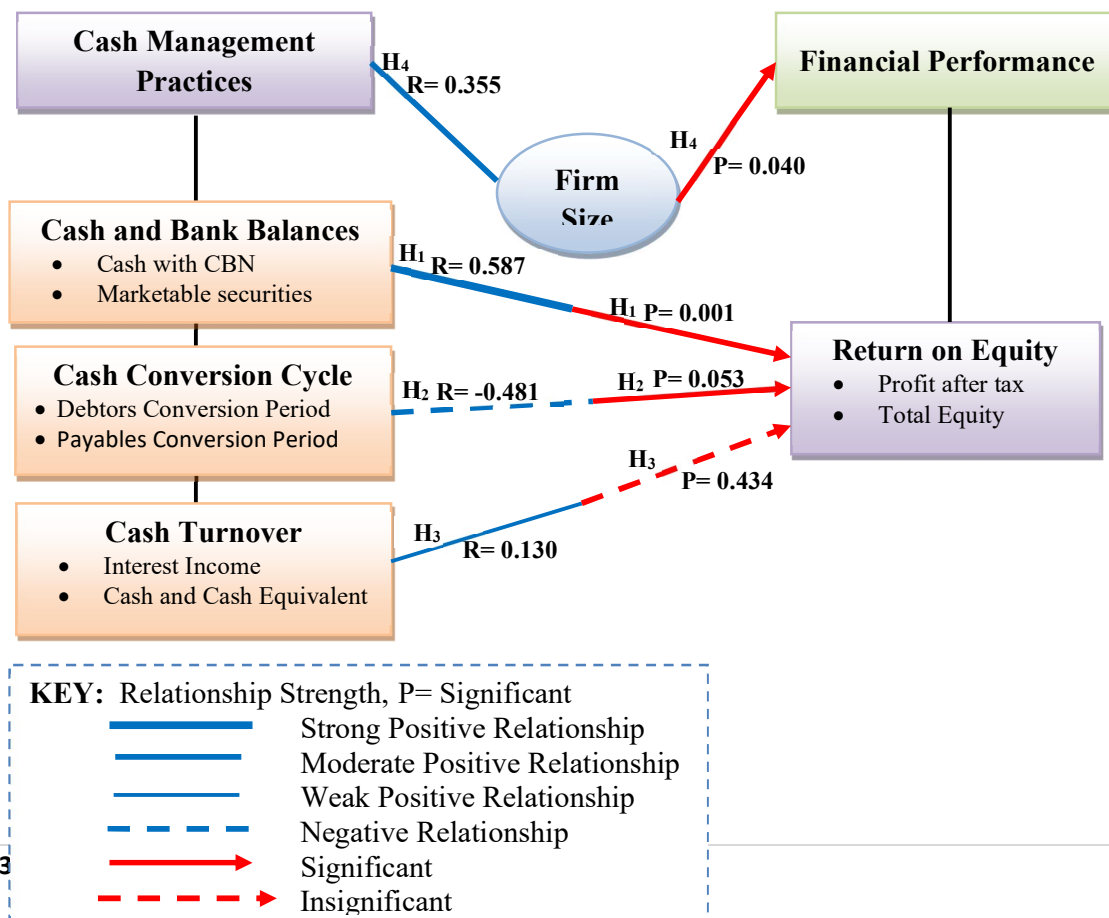 Cash Management
Practices
Financial Performance
H4
R= 0.355
H4
P= 0.040
Firm
Size
Cash and Bank Balances
• Cash with CBN
• Marketable securities
H1 R= 0.587
H1 P= 0.001
Cash Conversion Cycle
• Debtors Conversion Period
• Payables Conversion Period
H2 R= -0.481
H2 P= 0.053
Return on Equity
• Profit after tax
• Total Equity
H3
P= 0.434
Cash Turnover
• Interest Income
• Cash and Cash Equivalent
H3
R= 0.130
KEY: Relationship Strength, P= Significant
Strong Positive Relationship
Moderate Positive Relationship
Weak Positive Relationship
Negative Relationship
Significant
Insignificant
3